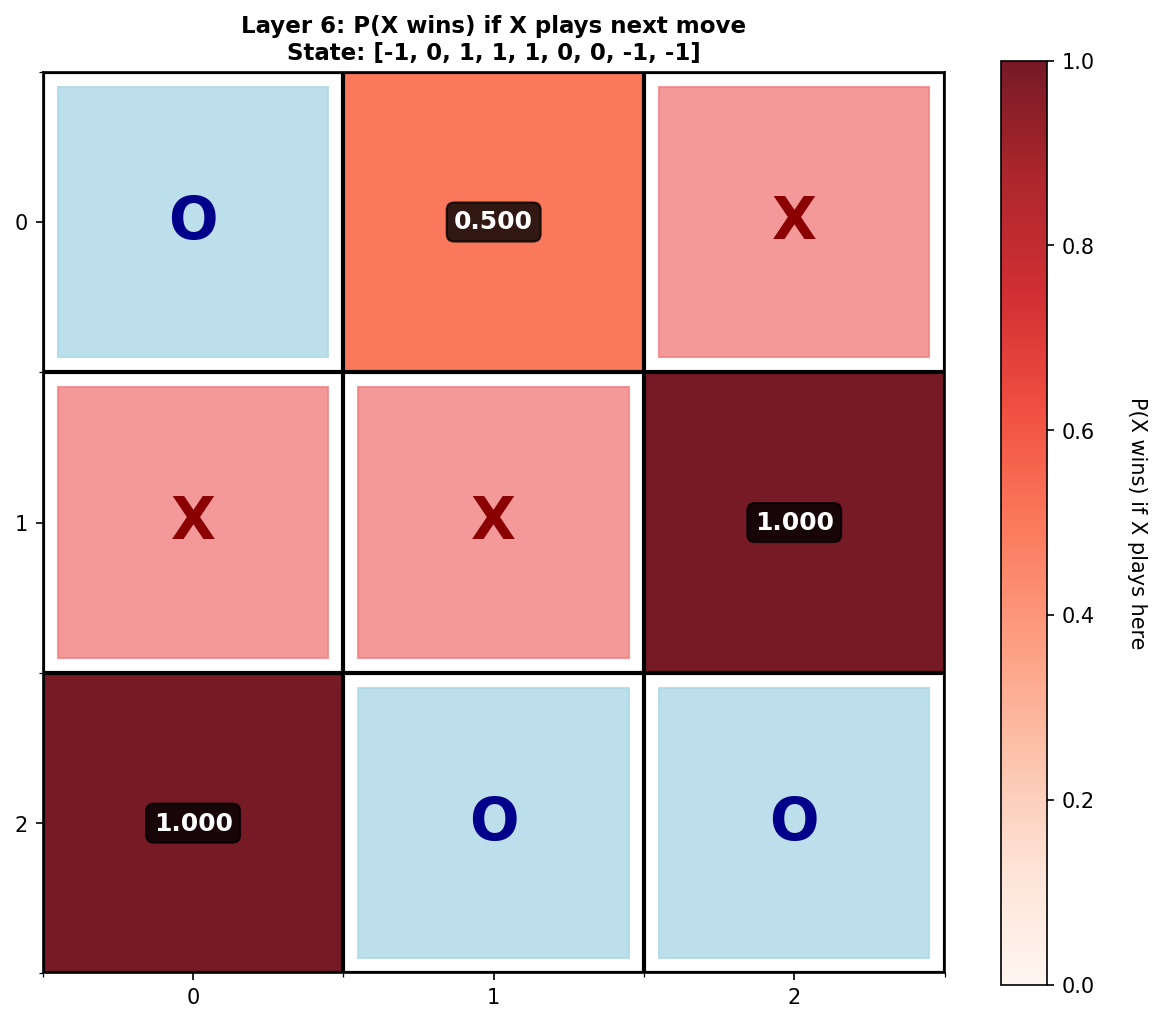 Layer 6: P(X wins) if X plays next move
State: [-1, 0, 1, 1, 1, 0, 0, -1, -1]
1.0
0
O
0.500
X
0.8
P(X wins) if X plays here
0.6
1
X
X
1.000
0.4
0.2
2
1.000
O
O
0.0
0
1
2